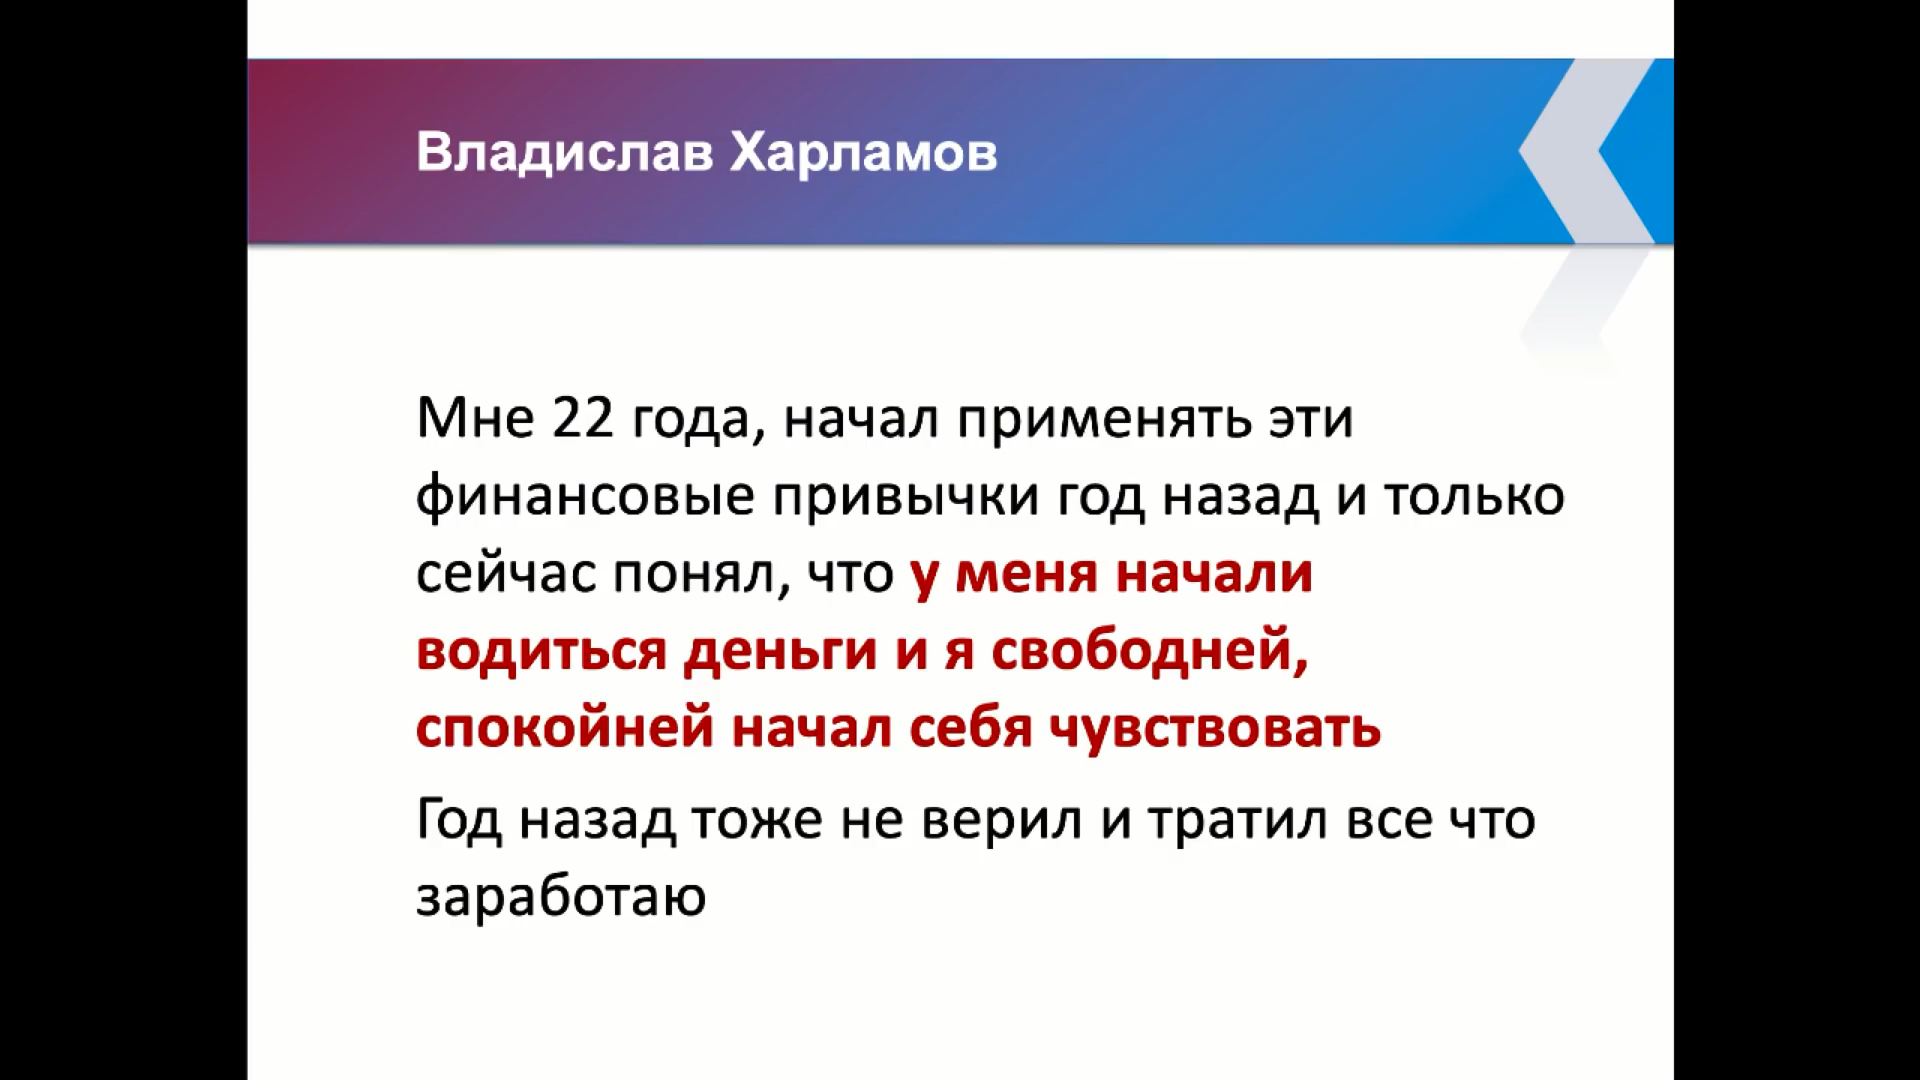 Владислав Харламов
Мне 22 года, начал применять эти
финансовые привычки год назад и только
сейчас понял, что у меня начали
водиться деньги и я свободней,
спокойней начал себя чувствовать
Год назад тоже не верил и тратил все что
заработаю